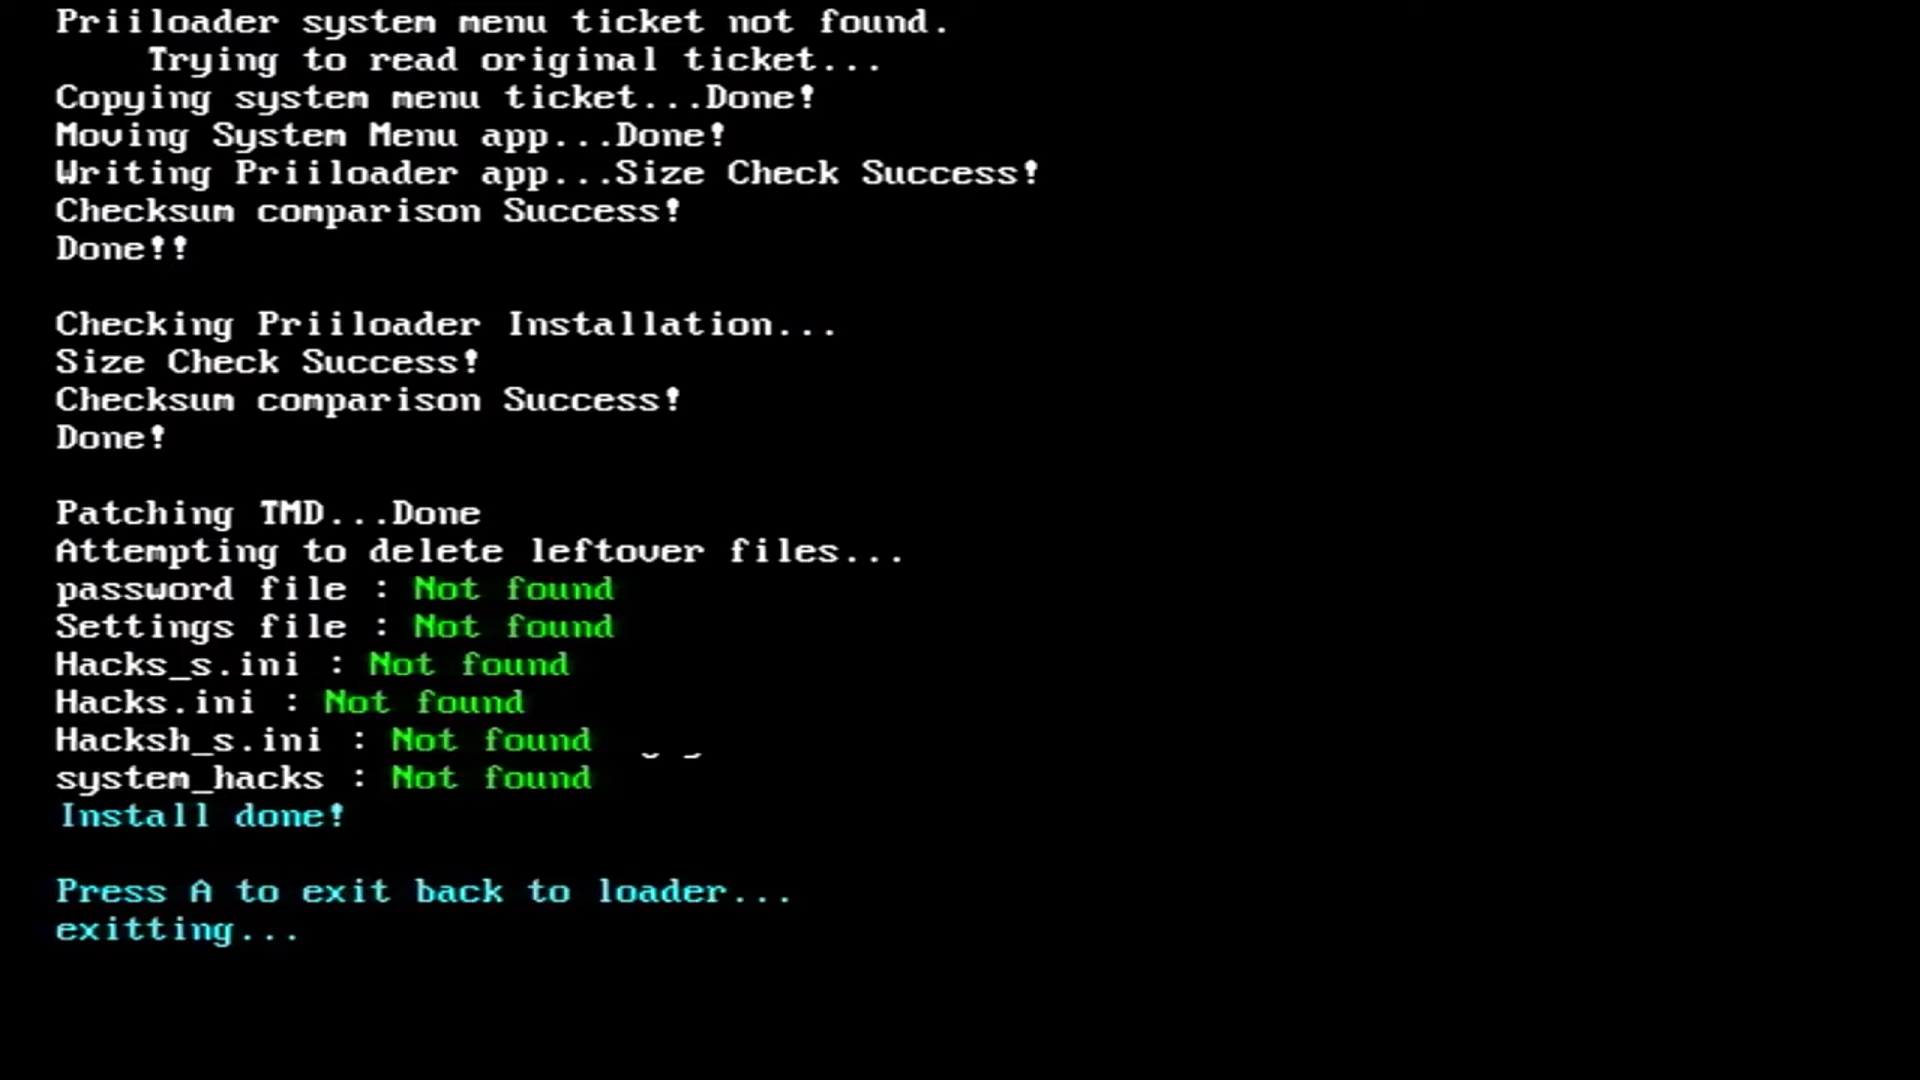 Priiloader system menu ticket not found.
Trying to read original ticket...
Copying system menu ticket...Done!
Moving System Menu app...Done!
Writing Priiloader app...Size Check Success!
Checksum comparison Success!
Done!!
Checking Priiloader Installation...
Size Check Success!
Checksum comparison Success!
Done!
Patching TMD...Done
Attempting to delete leftover files...
password file : Not found
Settings file : Not found
Hacks_s.ini : Not found
Hacks.ini : Not found
Hacksh_s.ini : Not found
system_hacks : Not found
Install done!
Press A to exit back to loader...
exitting...